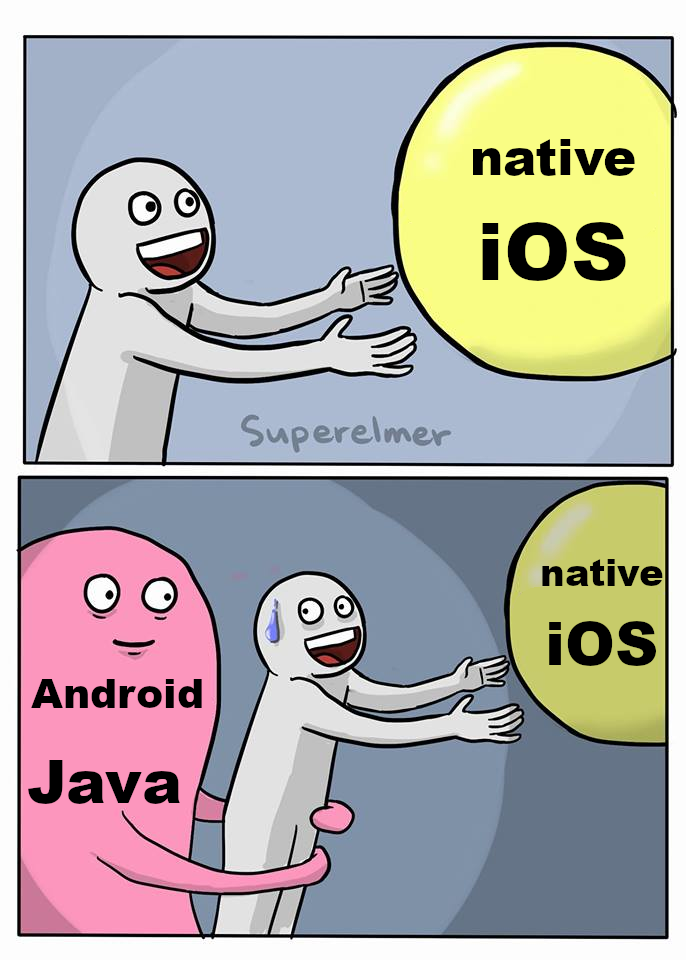 native
iOS
Superelmer
native
iOS
Android
Java